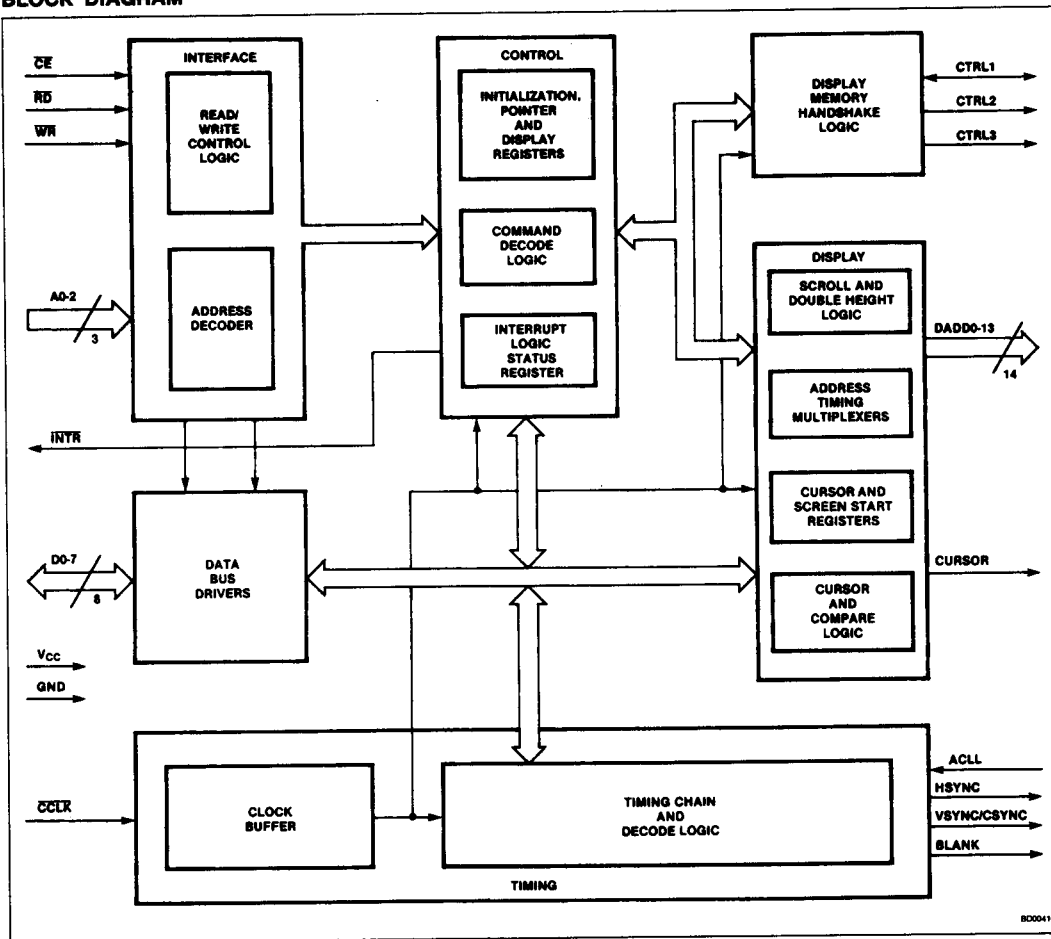 BLOCK DIAGRAM
INTERFACE
CE
RD
WR
READ/
WRITE
CONTROL
LOGIC
A0-2
3
ADDRESS
DECODER
INTR
D0-7
8
DATA
BUS
DRIVERS
VCC
GND
CONTROL
INITIALIZATION,
POINTER
AND
DISPLAY
REGISTERS
COMMAND
DECODE
LOGIC
INTERRUPT
LOGIC
STATUS
REGISTER
DISPLAY
MEMORY
HANDSHAKE
LOGIC
CTRL1
CTRL2
CTRL3
DISPLAY
SCROLL AND
DOUBLE HEIGHT
LOGIC
DADD0-13
14
ADDRESS
TIMING
MULTIPLEXERS
CURSOR AND
SCREEN START
REGISTERS
CURSOR
CURSOR
AND
COMPARE
LOGIC
CCLK
CLOCK
BUFFER
TIMING CHAIN
AND
DECODE LOGIC
TIMING
ACLL
HSYNC
VSYNC/CSYNC
BLANK